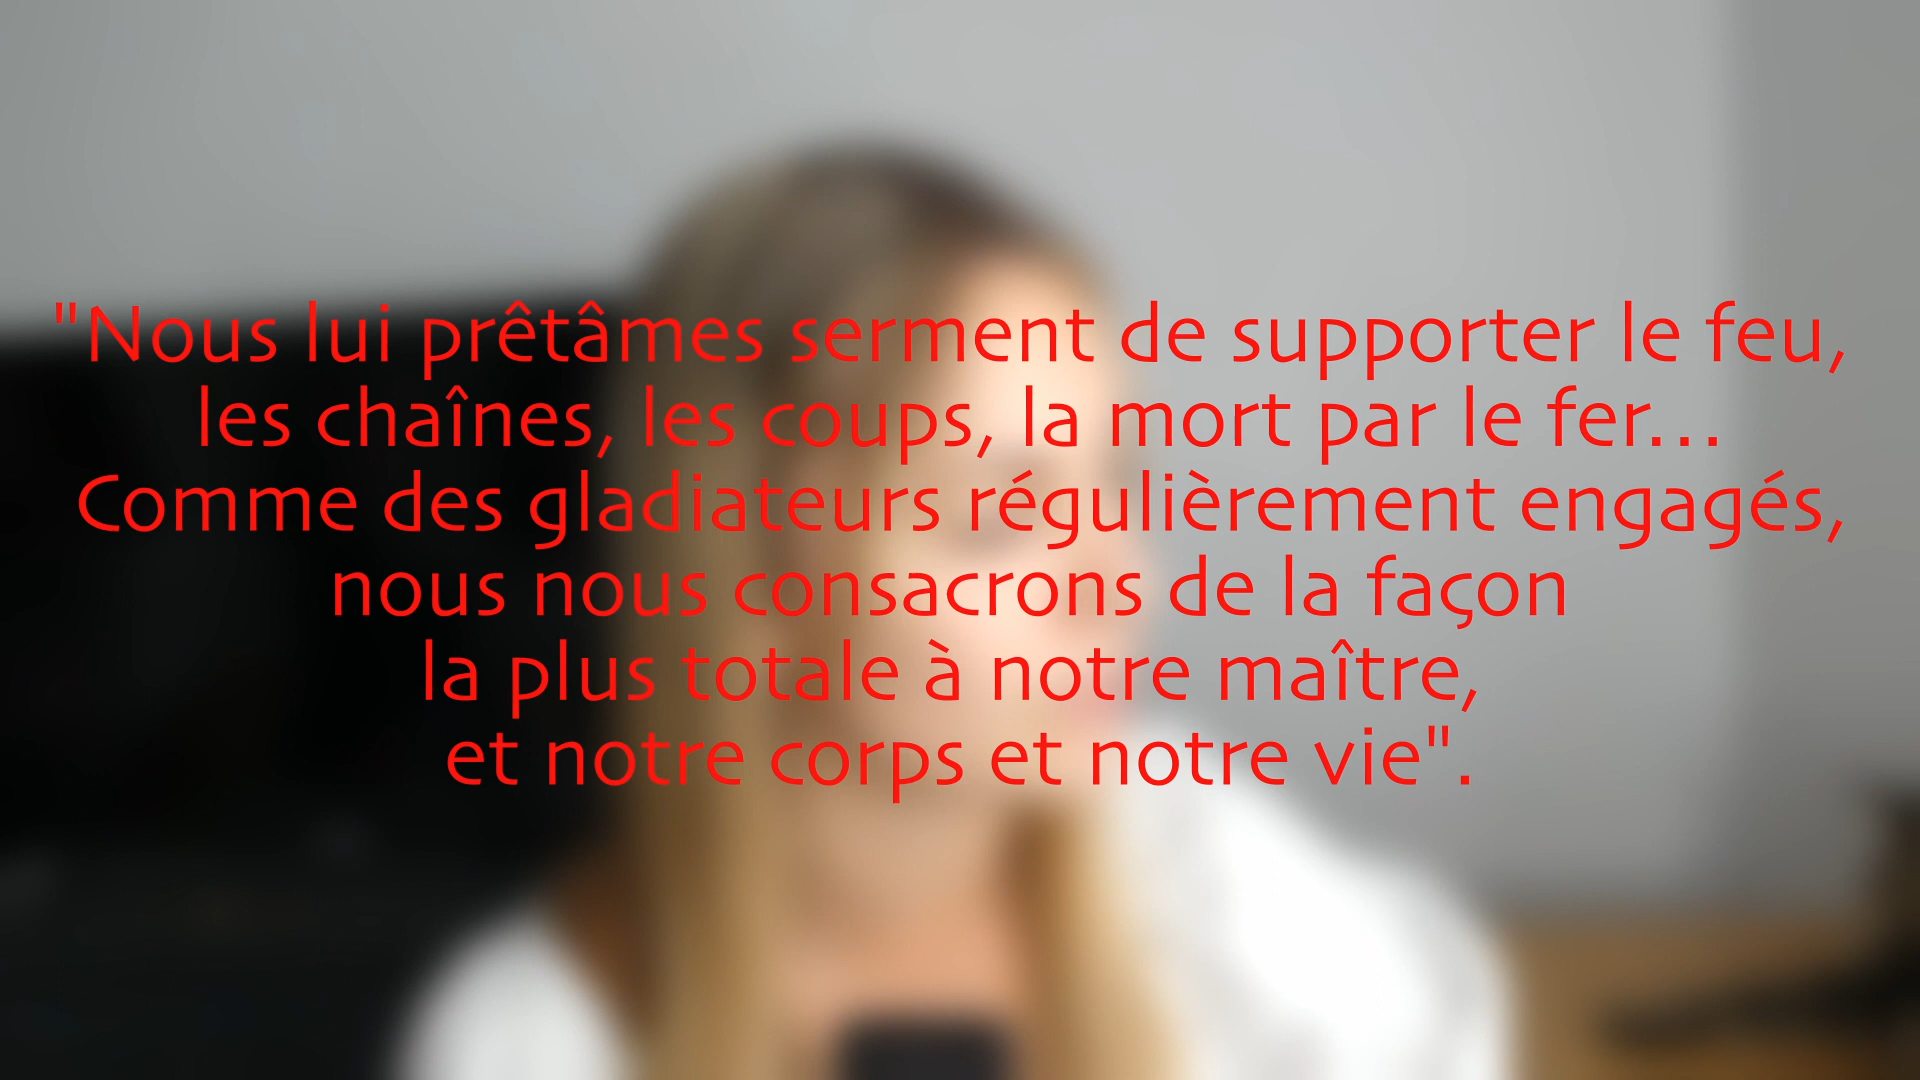 "Nous lui prêtâmes serment de supporter le feu,
les chaînes, les coups, la mort par le fer...
Comme des gladiateurs régulièrement engagés,
nous nous consacrons de la façon
la plus totale à notre maître,
et notre corps et notre vie".